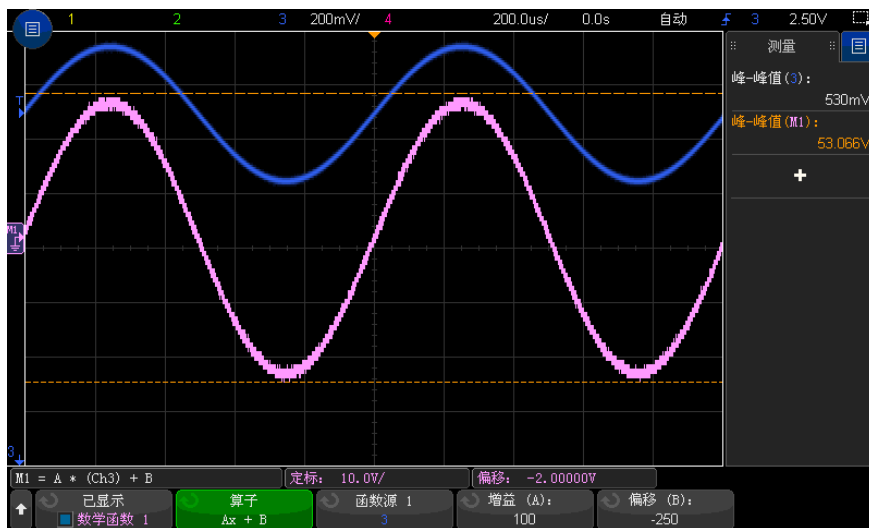 1 2 3 200mV/ 4 200.0us/ 0.0s 自动 3 2.50V
测量
峰-峰值(3):
530mV
峰-峰值(M1):
53.066V
+
T
M1
3
M1 = A * (Ch3) + B 定标: 10.0V/ 偏移: -2.00000V
已显示 算子 函数源 1 增益 (A): 偏移 (B):
数学函数 1 Ax + B 3 100 -250